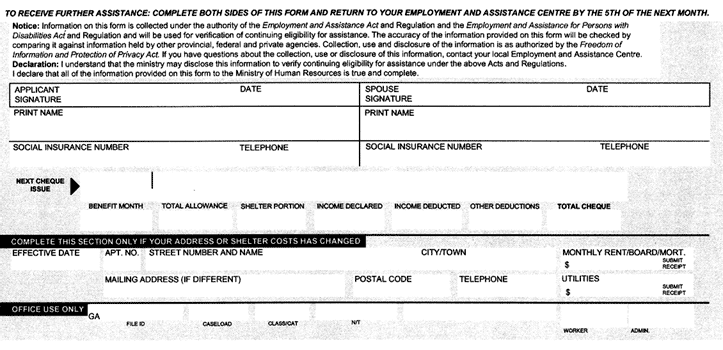 TO RECEIVE FURTHER ASSISTANCE: COMPLETE BOTH SIDES OF THIS FORM AND RETURN TO YOUR EMPLOYMENT AND ASSISTANCE CENTRE BY THE 5TH OF THE NEXT MONTH.
Notice: Information on this form is collected under the authority of the Employment and Assistance Act and Regulation and the Employment and Assistance for Persons with
Disabilities Act and Regulation and will be used for verification of continuing eligibility for assistance. The accuracy of the information provided on this form will be checked by
comparing it against information held by other provincial, federal and private agencies. Collection, use and disclosure of the information is as authorized by the Freedom of
Information and Protection of Privacy Act. If you have questions about the collection, use or disclosure of this information, contact your local Employment and Assistance Centre.
Declaration: I understand that the ministry may disclose this information to verify continuing eligibility for assistance under the above Acts and Regulations.
I declare that all of the information provided on this form to the Ministry of Human Resources is true and complete.
APPLICANT SIGNATURE DATE SPOUSE SIGNATURE DATE
PRINT NAME PRINT NAME
SOCIAL INSURANCE NUMBER TELEPHONE SOCIAL INSURANCE NUMBER TELEPHONE
NEXT CHEQUE
ISSUE
BENEFIT MONTH TOTAL ALLOWANCE SHELTER PORTION INCOME DECLARED INCOME DEDUCTED OTHER DEDUCTIONS TOTAL CHEQUE
COMPLETE THIS SECTION ONLY IF YOUR ADDRESS OR SHELTER COSTS HAS CHANGED
EFFECTIVE DATE APT. NO. STREET NUMBER AND NAME CITY/TOWN MONTHLY RENT/BOARD/MORT.
$ SUBMIT RECEIPT
MAILING ADDRESS (IF DIFFERENT) POSTAL CODE TELEPHONE UTILITIES
$ SUBMIT RECEIPT
OFFICE USE ONLY
GA
FILE ID CASELOAD CLASS/CAT N/T WORKER ADMIN.